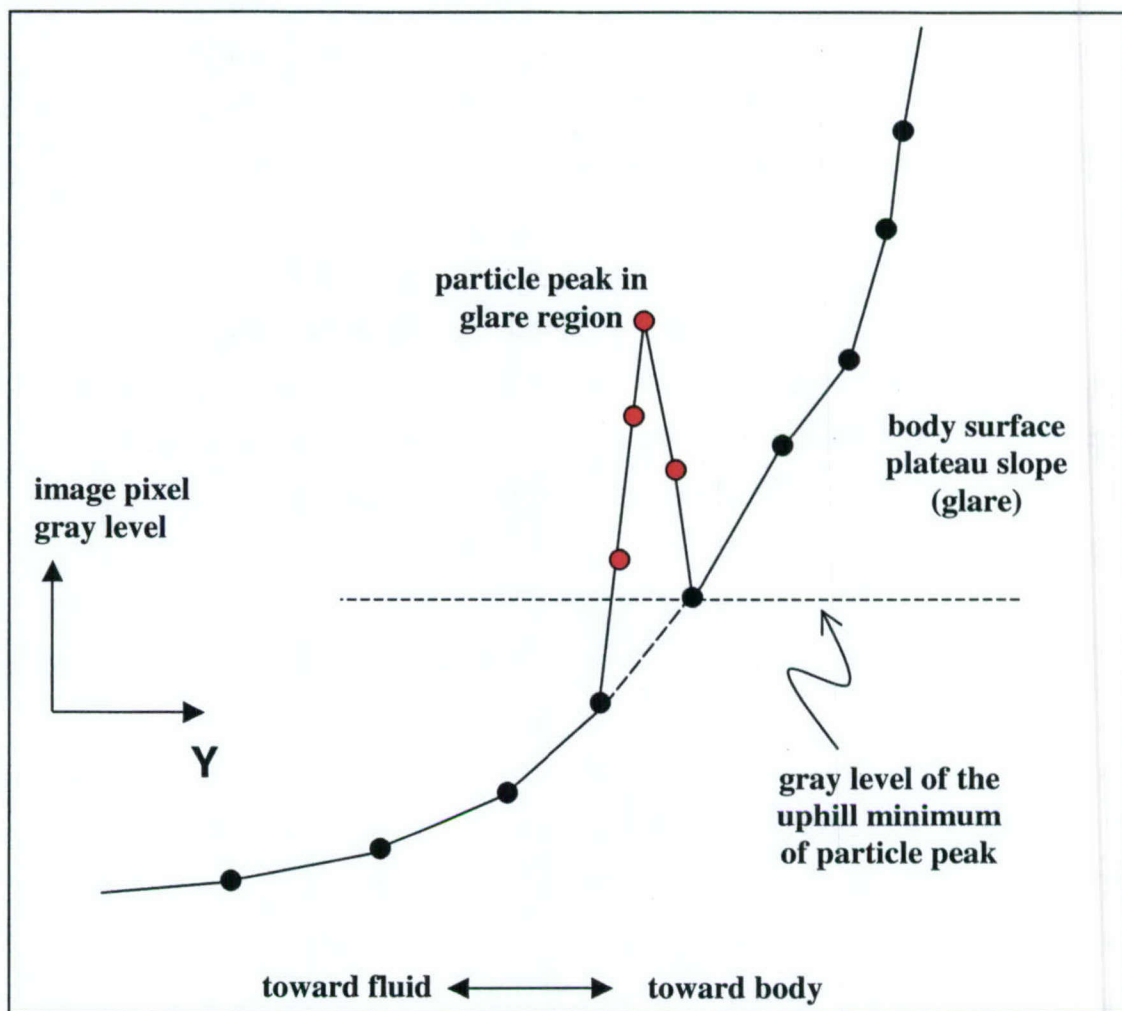 particle peak in
glare region
body surface
plateau slope
(glare)
image pixel
gray level
Y
gray level of the
uphill minimum
of particle peak
toward fluid
toward body